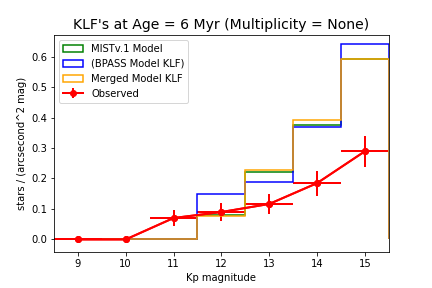 KLF's at Age = 6 Myr (Multiplicity = None)
MISTv.1 Model
(BPASS Model KLF)
Merged Model KLF
Observed
stars / (arcsecond^2 mag)
0.6
0.5
0.4
0.3
0.2
0.1
0.0
9 10 11 12 13 14 15
Kp magnitude